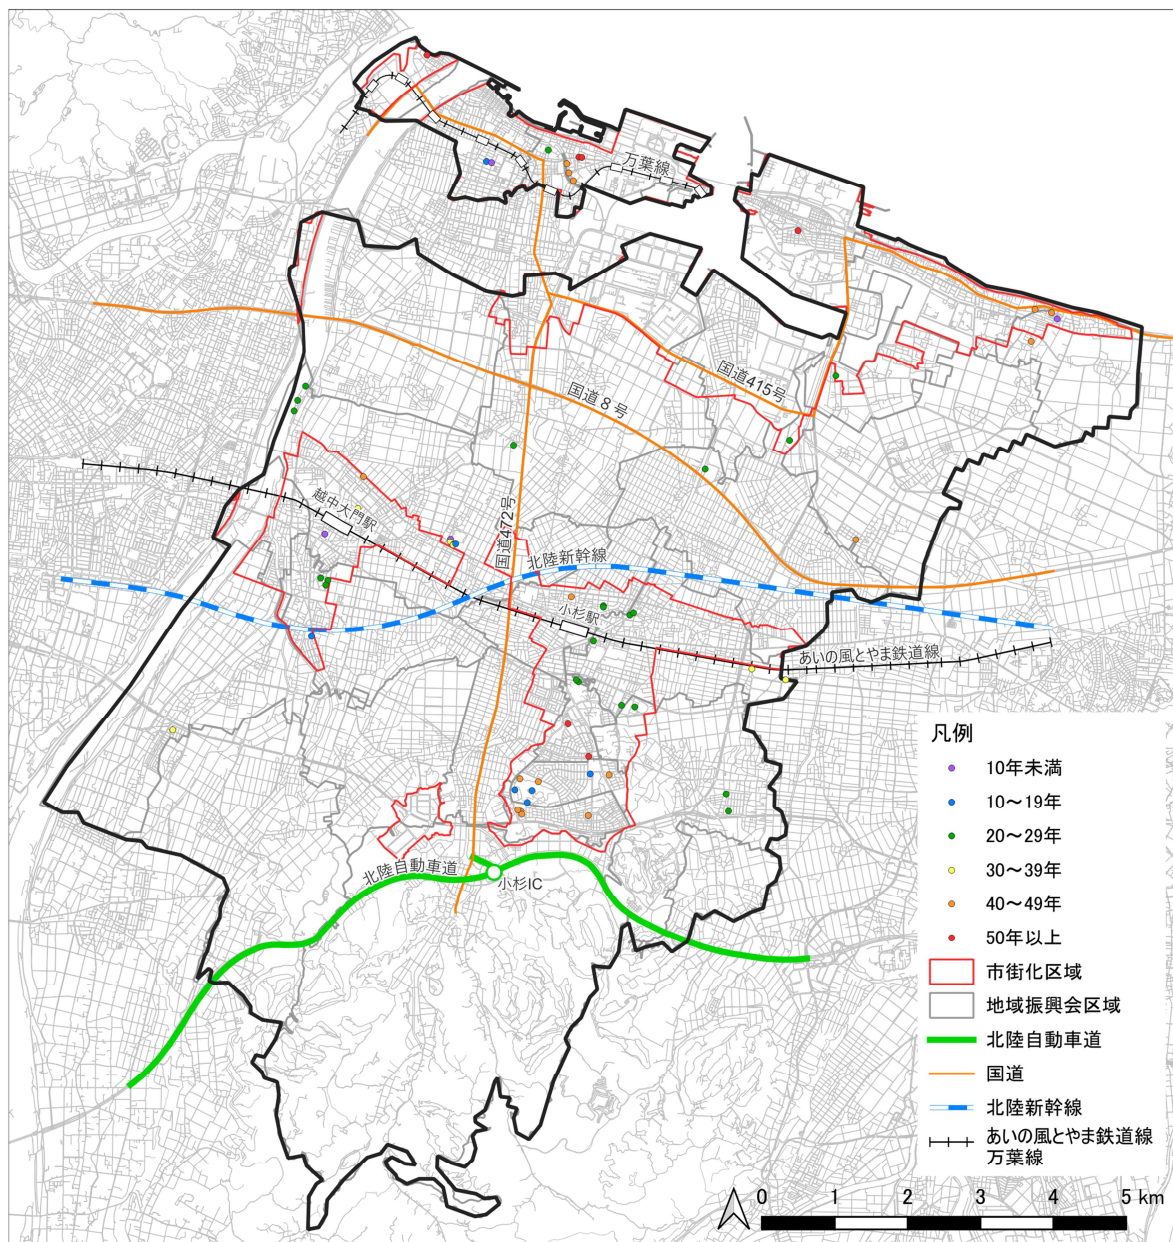 万葉線
国道415号
国道8号
越中大門駅
国道472号
北陸新幹線
小杉駅
あいの風とやま鉄道線
北陸自動車道
小杉IC
凡例
10年未満
10～19年
20～29年
30～39年
40～49年
50年以上
市街化区域
地域振興会区域
北陸自動車道
国道
北陸新幹線
あいの風とやま鉄道線
万葉線
0 1 2 3 4 5 km